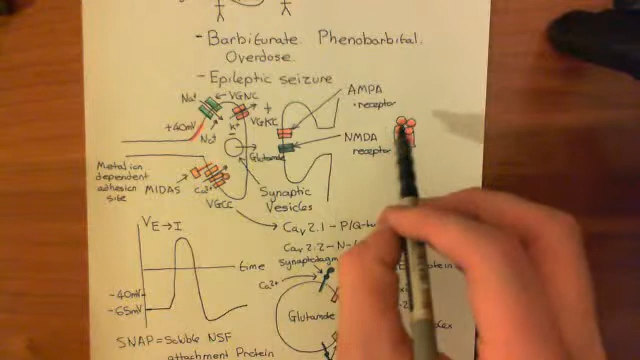 - Barbiturate Phenobarbital
Overdose
- Epileptic seizure
Na+
VGNC
+
K+
VGKC
+40mV
Na+
AMPA
receptor
NMDA
receptor
Glutamate
Metal ion
dependent
adhesion MIDAS
site
Ca2+
VGCC
Synaptic
Vesicles
Cav2.1 - P/Q-t
Cav2.2 - N-
VE→I
time
-40mV
-65mV
Ca2+
Glutamate
SNAP = Soluble NSF
attachment Protein